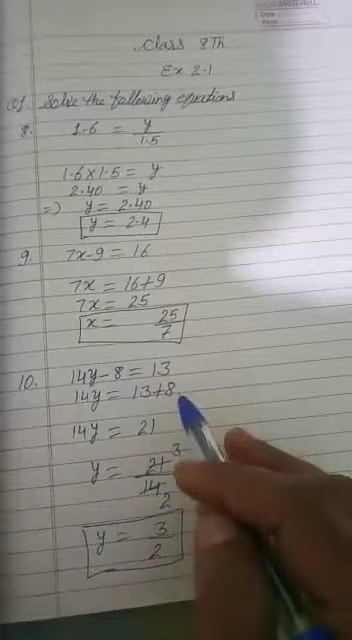 Class 8Th
Ex 2.1
Q1 Solve the following equations
8. 1.6 = y/1.5
1.6 x 1.5 = y
2.40 = y
=) y = 2.40
y = 2.4
9. 7x-9 = 16
7x = 16+9
7x = 25
x = 25/7
10. 14y-8 = 13
14y = 13+8
14y = 21
y = 21/14 3 2
y = 3/2